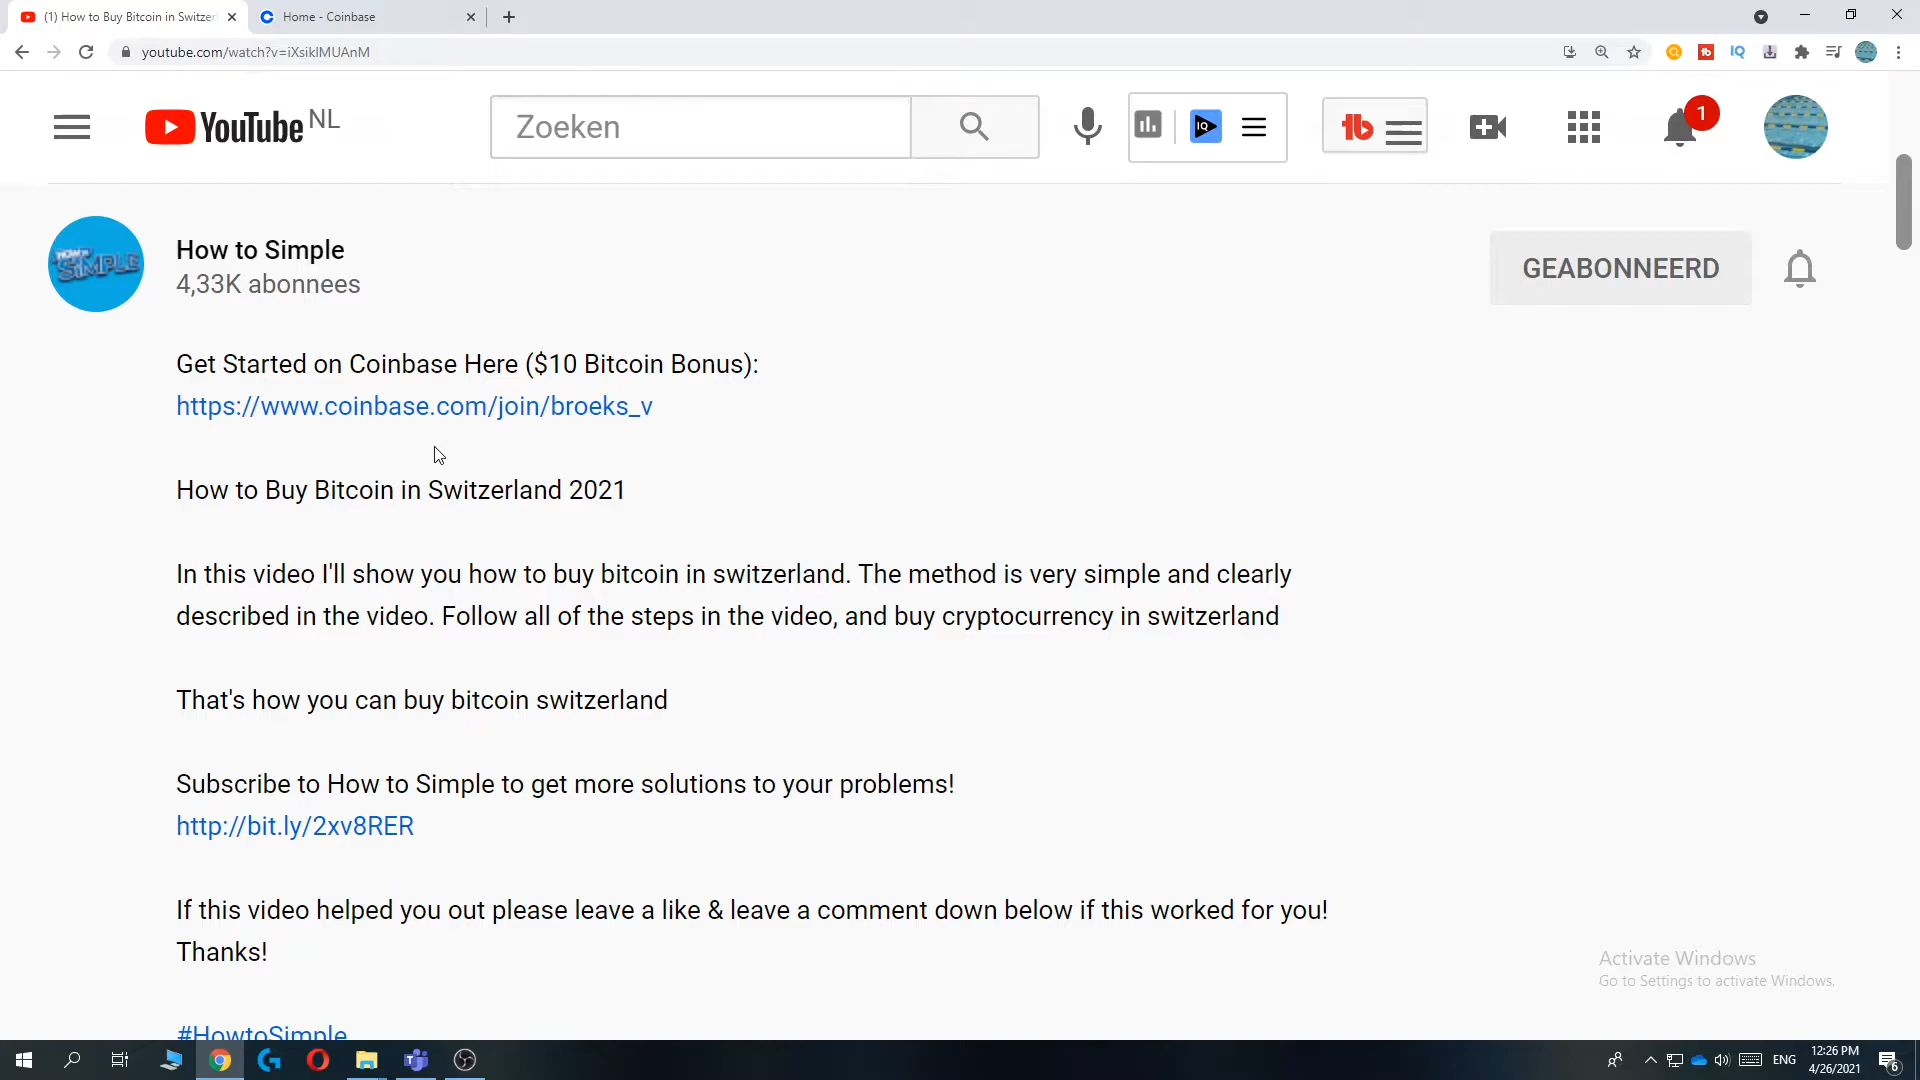 (1) How to Buy Bitcoin in Switzer
Home - Coinbase
youtube.com/watch?v=iXsikIMUAnM
YouTube NL
Zoeken
IQ
tb
1
HOW TO SIMPLE
How to Simple
4,33K abonnees
GEABONNEERD
Get Started on Coinbase Here ($10 Bitcoin Bonus):
https://www.coinbase.com/join/broeks_v
How to Buy Bitcoin in Switzerland 2021
In this video I'll show you how to buy bitcoin in switzerland. The method is very simple and clearly
described in the video. Follow all of the steps in the video, and buy cryptocurrency in switzerland
That's how you can buy bitcoin switzerland
Subscribe to How to Simple to get more solutions to your problems!
http://bit.ly/2xv8RER
If this video helped you out please leave a like & leave a comment down below if this worked for you!
Thanks!
Activate Windows
Go to Settings to activate Windows.
#HowtoSimple
ENG
12:26 PM
4/26/2021
6